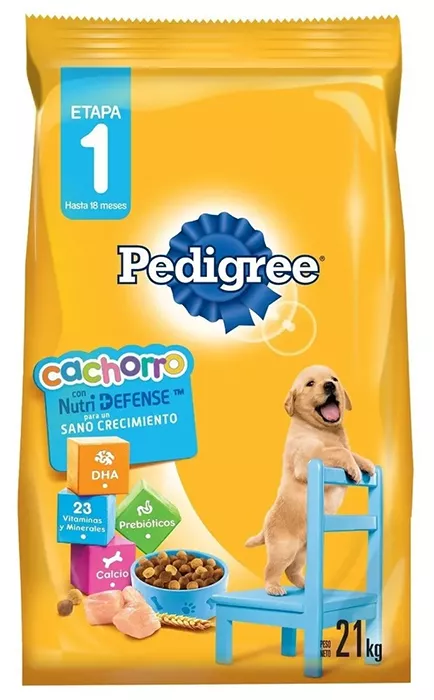 ETAPA
1
Hasta 18 meses
Pedigree®
cachorro
con
Nutri DEFENSE™
para un
SANO CRECIMIENTO
DHA
23
Vitaminas
y Minerales
Prebióticos
Calcio
PESO
NETO
21kg